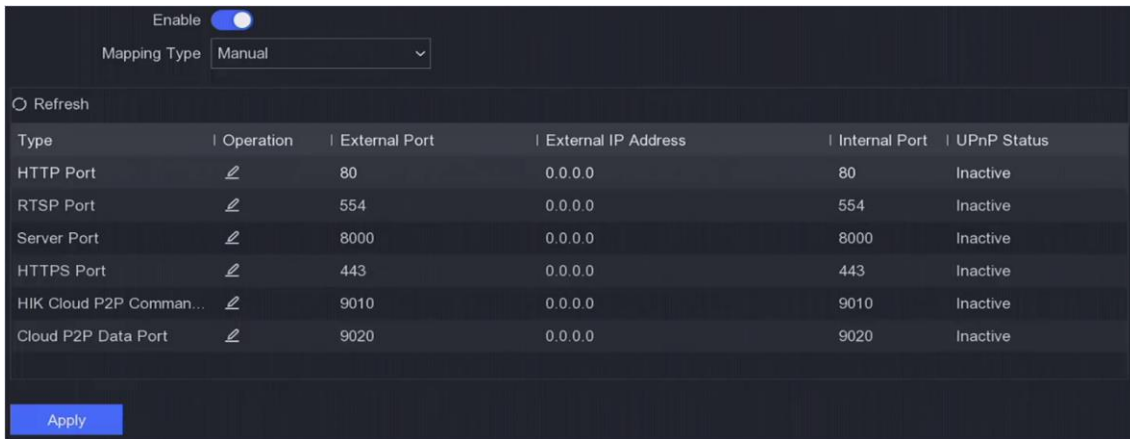 Enable
Mapping Type Manual
Refresh
Type Operation External Port External IP Address Internal Port UPnP Status
HTTP Port 80 0.0.0.0 80 Inactive
RTSP Port 554 0.0.0.0 554 Inactive
Server Port 8000 0.0.0.0 8000 Inactive
HTTPS Port 443 0.0.0.0 443 Inactive
HIK Cloud P2P Comman... 9010 0.0.0.0 9010 Inactive
Cloud P2P Data Port 9020 0.0.0.0 9020 Inactive
Apply